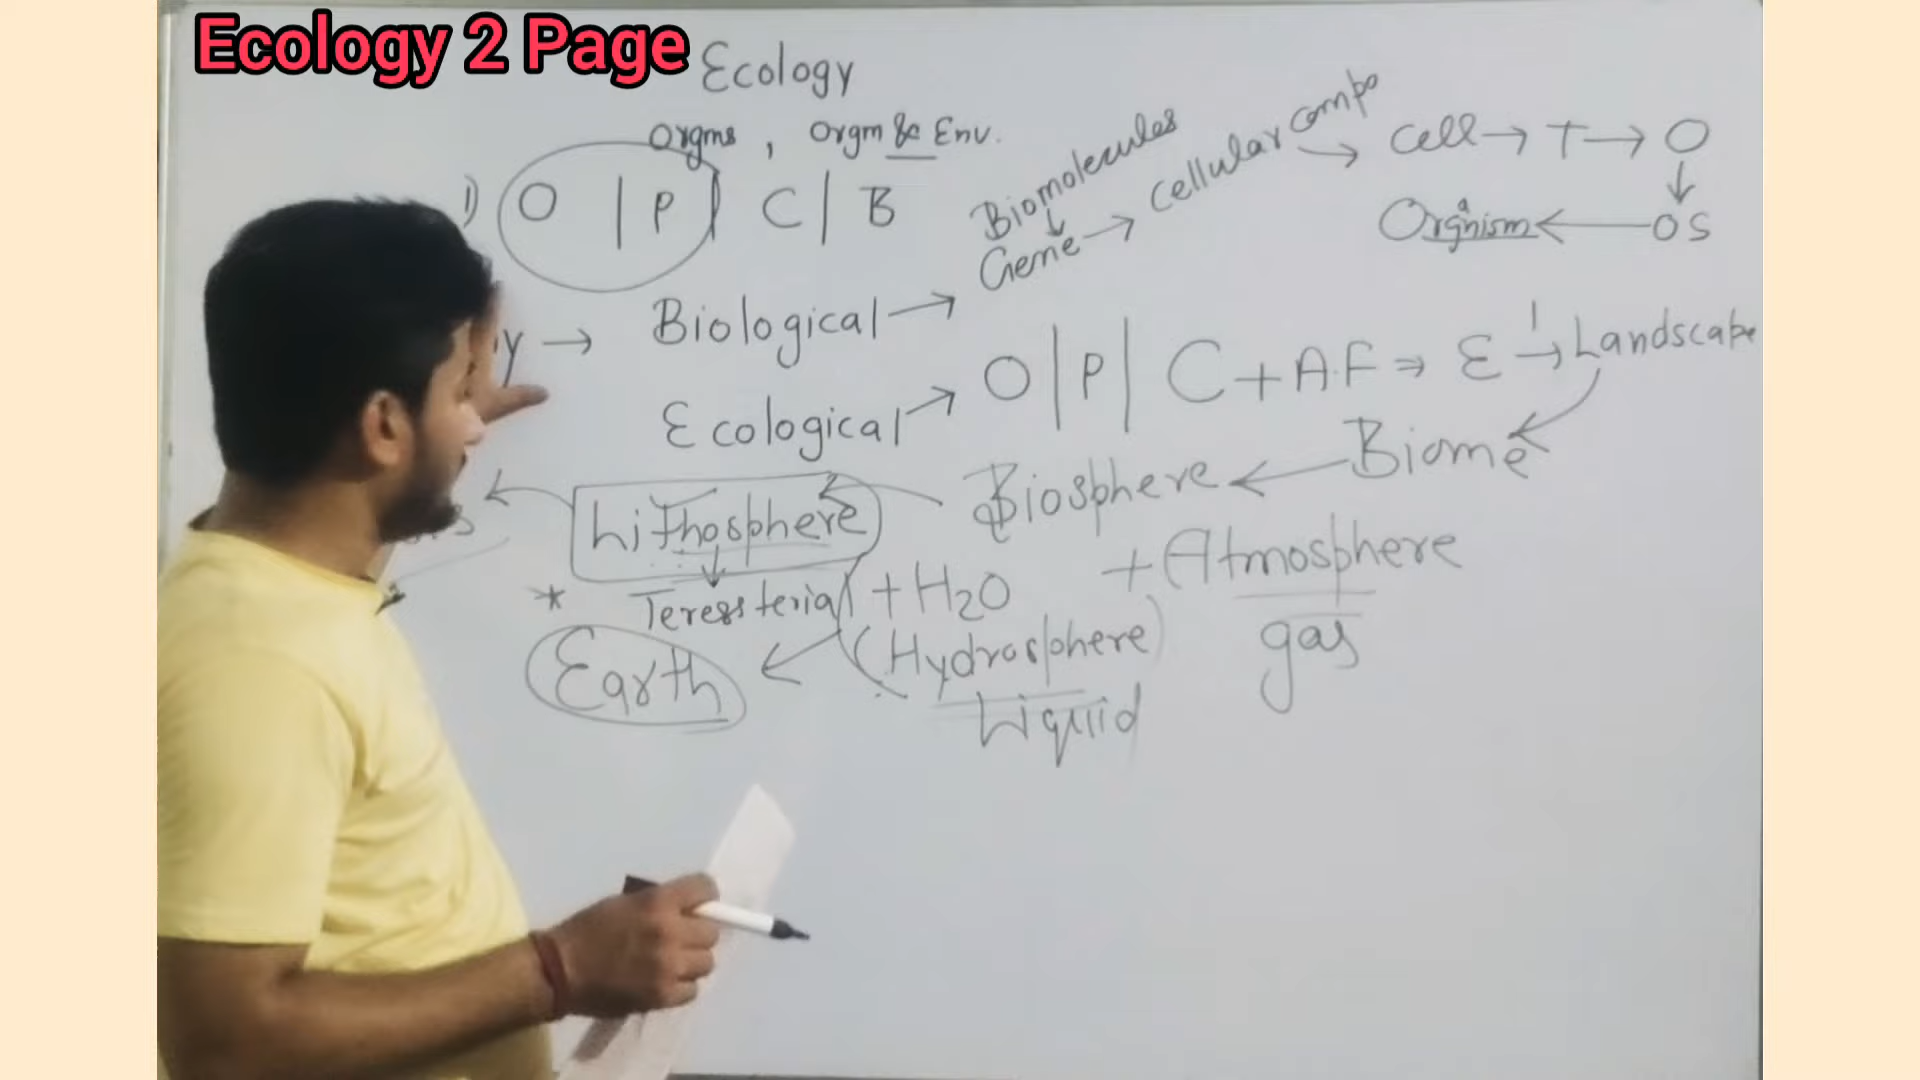 Ecology 2 Page
Ecology
Orgms , Orgm & Env.
1) O | P | C | B
Biomolecules
Gene → Cellular compo → Cell → T → O
Orgnism ← OS
y → Biological →
Ecological → O | P | C + A.F ⇒ E → Landscape
Lithosphere ← Biosphere ← Biome
* Teresterial + H2O + Atmosphere
Earth ← (Hydrosphere) gas
Liquid